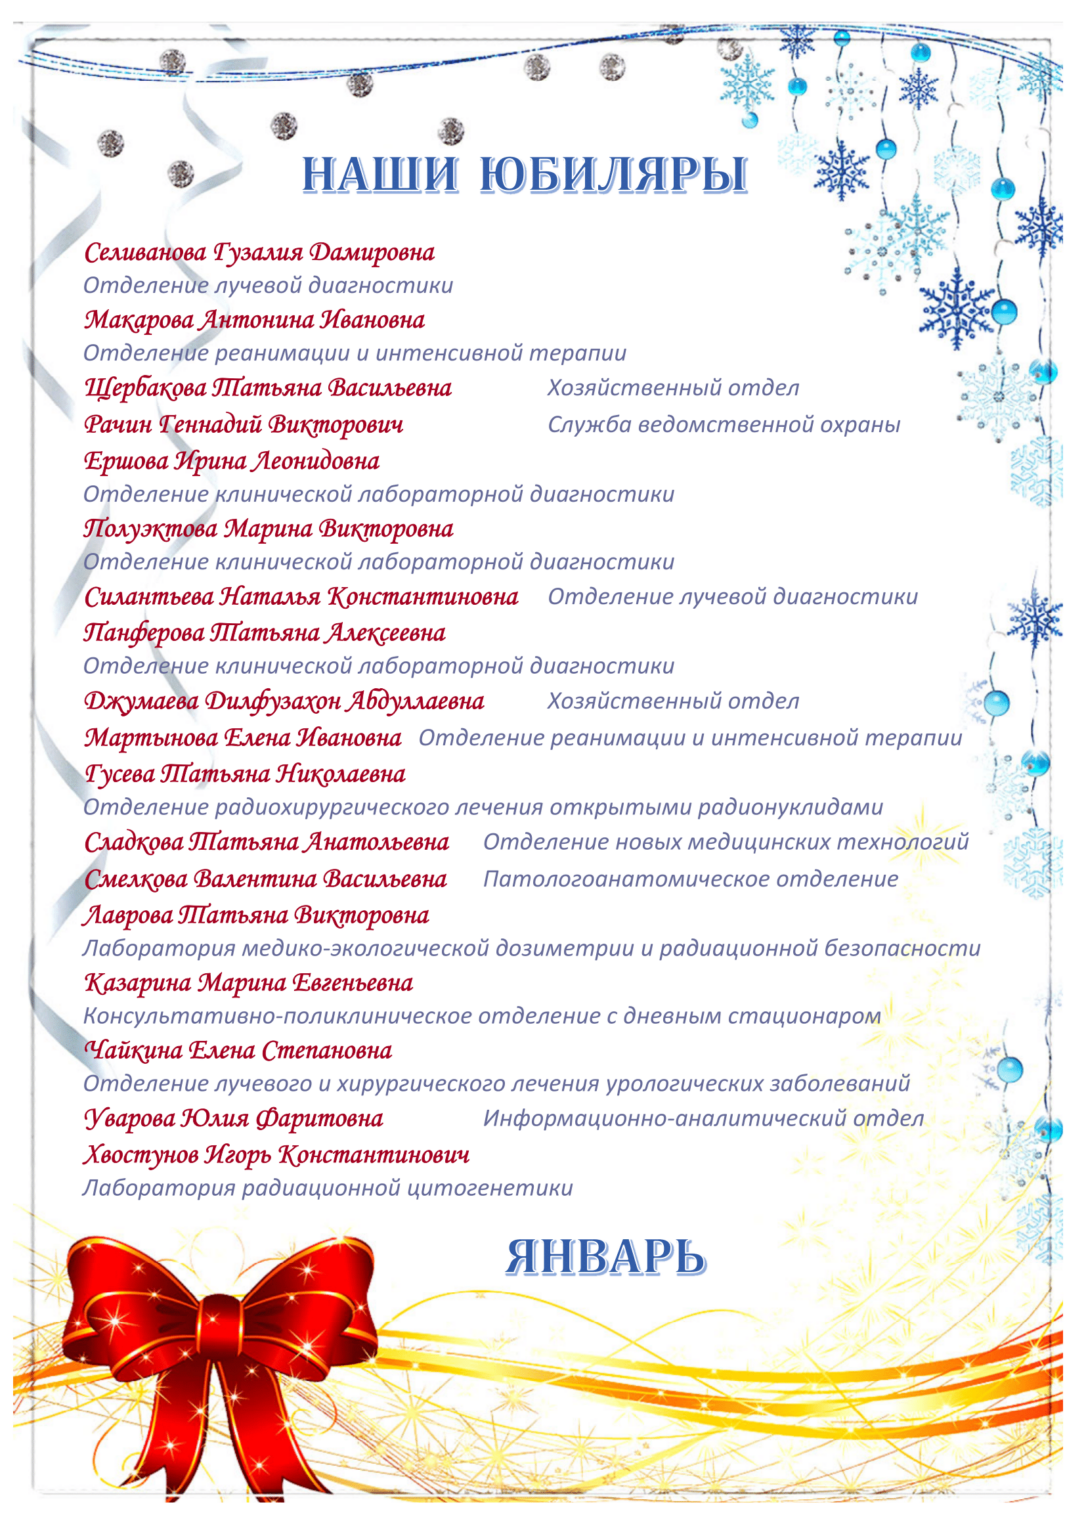 НАШИ ЮБИЛЯРЫ
Селиванова Гузалия Дамировна
Отделение лучевой диагностики
Макарова Антонина Ивановна
Отделение реанимации и интенсивной терапии
Щербакова Татьяна Васильевна Хозяйственный отдел
Рачин Геннадий Викторович Служба ведомственной охраны
Ершова Ирина Леонидовна
Отделение клинической лабораторной диагностики
Полуэктова Марина Викторовна
Отделение клинической лабораторной диагностики
Силантьева Наталья Константиновна Отделение лучевой диагностики
Панферова Татьяна Алексеевна
Отделение клинической лабораторной диагностики
Джумаева Дилфузахон Абдуллаевна Хозяйственный отдел
Мартынова Елена Ивановна Отделение реанимации и интенсивной терапии
Гусева Татьяна Николаевна
Отделение радиохирургического лечения открытыми радионуклидами
Сладкова Татьяна Анатольевна Отделение новых медицинских технологий
Смелкова Валентина Васильевна Патологоанатомическое отделение
Лаврова Татьяна Викторовна
Лаборатория медико-экологической дозиметрии и радиационной безопасности
Казарина Марина Евгеньевна
Консультативно-поликлиническое отделение с дневным стационаром
Чайкина Елена Степановна
Отделение лучевого и хирургического лечения урологических заболеваний
Уварова Юлия Фаритовна Информационно-аналитический отдел
Хвостунов Игорь Константинович
Лаборатория радиационной цитогенетики
ЯНВАРЬ